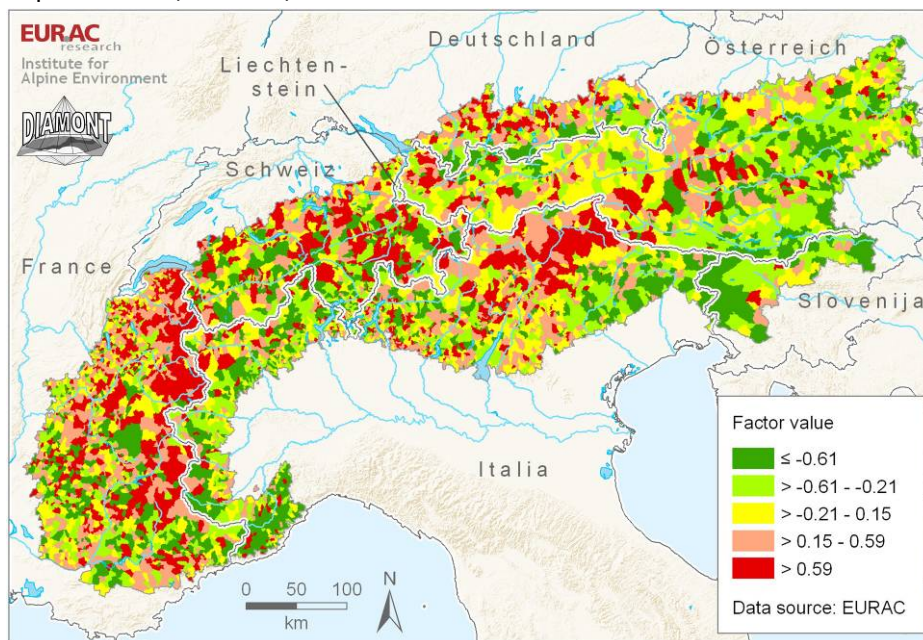 EURAC
research
Institute for
Alpine Environment
DIAMONT
Deutschland
Österreich
Liechten-
stein
Schweiz
France
Slovenija
Italia
Factor value
≤ -0.61
> -0.61 - -0.21
> -0.21 - 0.15
> 0.15 - 0.59
> 0.59
Data source: EURAC
0 50 100
km
N